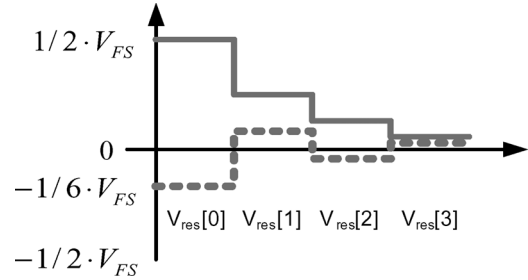 1/2·V_FS
0
−1/6·V_FS
V_res[0] V_res[1] V_res[2] V_res[3]
−1/2·V_FS